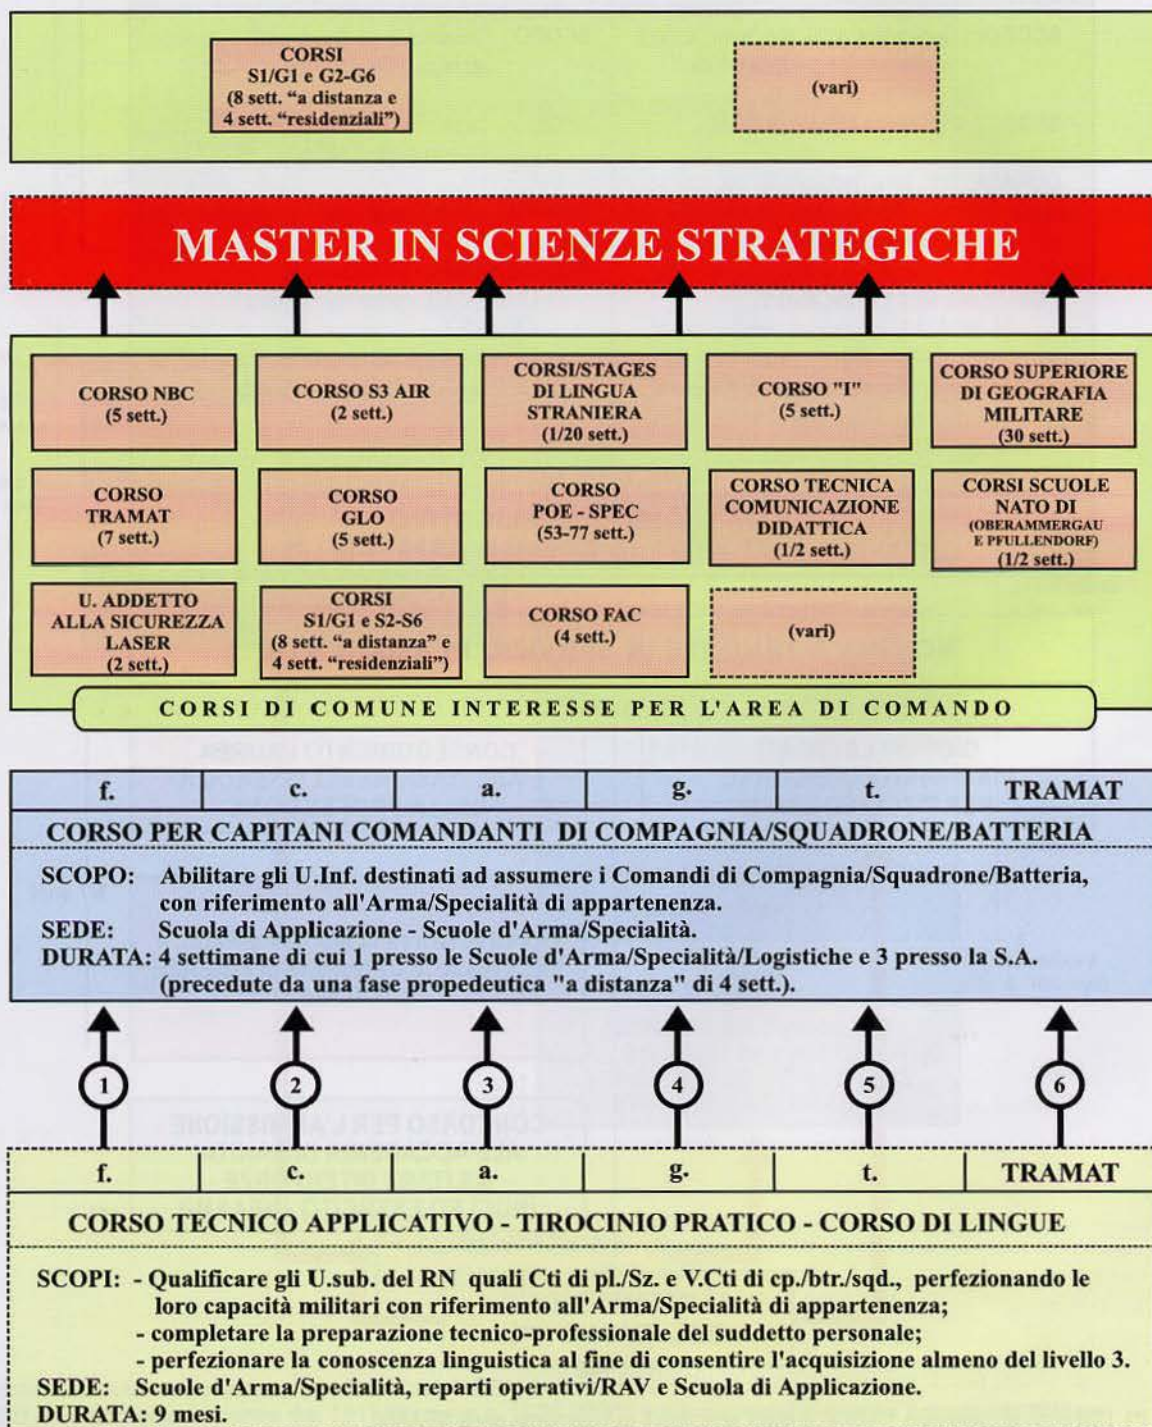 CORSI
S1/G1 e G2-G6
(8 sett. “a distanza e
4 sett. “residenziali”)
(vari)
MASTER IN SCIENZE STRATEGICHE
CORSO NBC
(5 sett.)
CORSO S3 AIR
(2 sett.)
CORSI/STAGES
DI LINGUA
STRANIERA
(1/20 sett.)
CORSO "I"
(5 sett.)
CORSO SUPERIORE
DI GEOGRAFIA
MILITARE
(30 sett.)
CORSO
TRAMAT
(7 sett.)
CORSO
GLO
(5 sett.)
CORSO
POE - SPEC
(53-77 sett.)
CORSO TECNICA
COMUNICAZIONE
DIDATTICA
(1/2 sett.)
CORSI SCUOLE
NATO DI
(OBERAMMERGAU
E PFULLENDORF)
(1/2 sett.)
U. ADDETTO
ALLA SICUREZZA
LASER
(2 sett.)
CORSI
S1/G1 e S2-S6
(8 sett. “a distanza” e
4 sett. “residenziali”)
CORSO FAC
(4 sett.)
(vari)
CORSI DI COMUNE INTERESSE PER L'AREA DI COMANDO
f. c. a. g. t. TRAMAT
CORSO PER CAPITANI COMANDANTI DI COMPAGNIA/SQUADRONE/BATTERIA
SCOPO: Abilitare gli U.Inf. destinati ad assumere i Comandi di Compagnia/Squadrone/Batteria,
con riferimento all'Arma/Specialità di appartenenza.
SEDE: Scuola di Applicazione - Scuole d'Arma/Specialità.
DURATA: 4 settimane di cui 1 presso le Scuole d'Arma/Specialità/Logistiche e 3 presso la S.A.
(precedute da una fase propedeutica "a distanza" di 4 sett.).
1 2 3 4 5 6
f. c. a. g. t. TRAMAT
CORSO TECNICO APPLICATIVO - TIROCINIO PRATICO - CORSO DI LINGUE
SCOPI: - Qualificare gli U.sub. del RN quali Cti di pl./Sz. e V.Cti di cp./btr./sqd., perfezionando le
loro capacità militari con riferimento all'Arma/Specialità di appartenenza;
- completare la preparazione tecnico-professionale del suddetto personale;
- perfezionare la conoscenza linguistica al fine di consentire l'acquisizione almeno del livello 3.
SEDE: Scuole d'Arma/Specialità, reparti operativi/RAV e Scuola di Applicazione.
DURATA: 9 mesi.